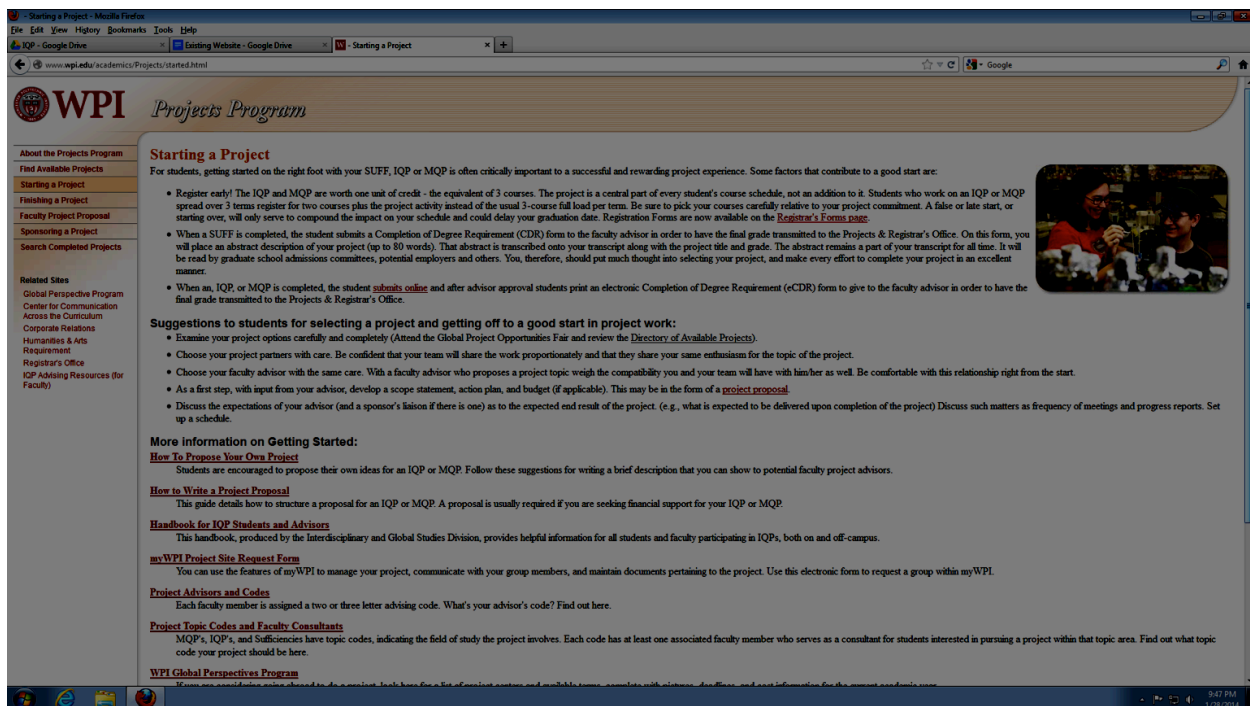 - Starting a Project - Mozilla Firefox
File Edit View History Bookmarks Tools Help
IQP - Google Drive
Existing Website - Google Drive
- Starting a Project
www.wpi.edu/academics/Projects/started.html
Google
WPI
Projects Program
About the Projects Program
Find Available Projects
Starting a Project
Finishing a Project
Faculty Project Proposal
Sponsoring a Project
Search Completed Projects
Related Sites
Global Perspective Program
Center for Communication
Across the Curriculum
Corporate Relations
Humanities & Arts
Requirement
Registrar's Office
IQP Advising Resources (for
Faculty)
Starting a Project
For students, getting started on the right foot with your SUFF, IQP or MQP is often critically important to a successful and rewarding project experience. Some factors that contribute to a good start are:
Register early! The IQP and MQP are worth one unit of credit - the equivalent of 3 courses. The project is a central part of every student's course schedule, not an addition to it. Students who work on an IQP or MQP
spread over 3 terms register for two courses plus the project activity instead of the usual 3-course full load per term. Be sure to pick your courses carefully relative to your project commitment. A false or late start, or
starting over, will only serve to compound the impact on your schedule and could delay your graduation date. Registration Forms are now available on the Registrar's Forms page.
When a SUFF is completed, the student submits a Completion of Degree Requirement (CDR) form to the faculty advisor in order to have the final grade transmitted to the Projects & Registrar's Office. On this form, you
will place an abstract description of your project (up to 80 words). That abstract is transcribed onto your transcript along with the project title and grade. The abstract remains a part of your transcript for all time. It will
be read by graduate school admissions committees, potential employers and others. You, therefore, should put much thought into selecting your project, and make every effort to complete your project in an excellent
manner.
When an, IQP, or MQP is completed, the student submits online and after advisor approval students print an electronic Completion of Degree Requirement (eCDR) form to give to the faculty advisor in order to have the
final grade transmitted to the Projects & Registrar's Office.
Suggestions to students for selecting a project and getting off to a good start in project work:
Examine your project options carefully and completely (Attend the Global Project Opportunities Fair and review the Directory of Available Projects).
Choose your project partners with care. Be confident that your team will share the work proportionately and that they share your same enthusiasm for the topic of the project.
Choose your faculty advisor with the same care. With a faculty advisor who proposes a project topic weigh the compatibility you and your team will have with him/her as well. Be comfortable with this relationship right from the start.
As a first step, with input from your advisor, develop a scope statement, action plan, and budget (if applicable). This may be in the form of a project proposal.
Discuss the expectations of your advisor (and a sponsor's liaison if there is one) as to the expected end result of the project. (e.g., what is expected to be delivered upon completion of the project) Discuss such matters as frequency of meetings and progress reports. Set
up a schedule.
More information on Getting Started:
How To Propose Your Own Project
Students are encouraged to propose their own ideas for an IQP or MQP. Follow these suggestions for writing a brief description that you can show to potential faculty project advisors.
How to Write a Project Proposal
This guide details how to structure a proposal for an IQP or MQP. A proposal is usually required if you are seeking financial support for your IQP or MQP.
Handbook for IQP Students and Advisors
This handbook, produced by the Interdisciplinary and Global Studies Division, provides helpful information for all students and faculty participating in IQPs, both on and off-campus.
myWPI Project Site Request Form
You can use the features of myWPI to manage your project, communicate with your group members, and maintain documents pertaining to the project. Use this electronic form to request a group within myWPI.
Project Advisors and Codes
Each faculty member is assigned a two or three letter advising code. What's your advisor's code? Find out here.
Project Topic Codes and Faculty Consultants
MQP's, IQP's, and Sufficiencies have topic codes, indicating the field of study the project involves. Each code has at least one associated faculty member who serves as a consultant for students interested in pursuing a project within that topic area. Find out what topic
code your project should be here.
WPI Global Perspectives Program
If you are considering going abroad to do a project, look here for a list of project centers and available terms, complete with pictures, deadlines, and cost information for the current academic year.
9:47 PM
1/28/2014